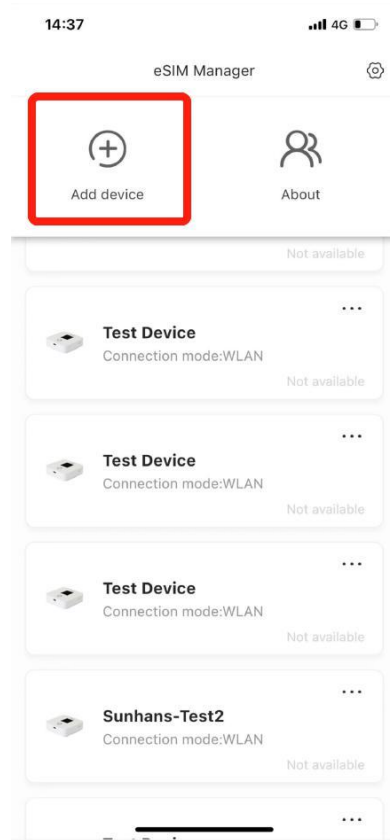 14:37
4G
eSIM Manager
Add device
About
Not available
...
Test Device
Connection mode:WLAN
Not available
...
Test Device
Connection mode:WLAN
Not available
...
Test Device
Connection mode:WLAN
Not available
...
Sunhans-Test2
Connection mode:WLAN
Not available
...